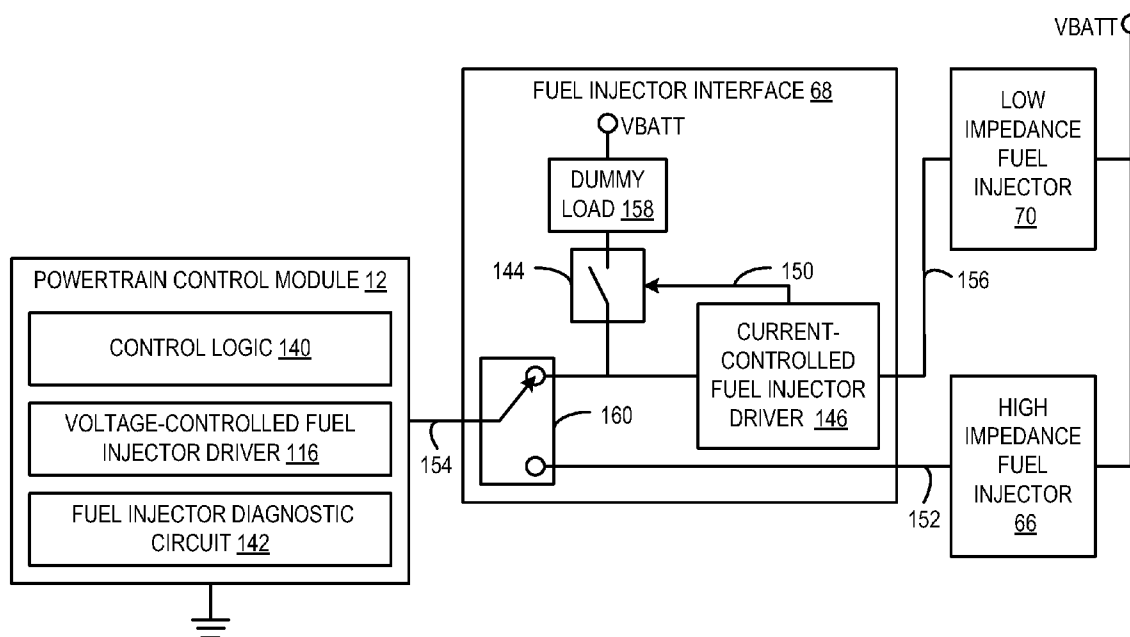 VBATT
FUEL INJECTOR INTERFACE 68
VBATT
DUMMY
LOAD 158
144
150
CURRENT-
CONTROLLED
FUEL INJECTOR
DRIVER 146
160
LOW
IMPEDANCE
FUEL
INJECTOR
70
156
POWERTRAIN CONTROL MODULE 12
CONTROL LOGIC 140
VOLTAGE-CONTROLLED FUEL
INJECTOR DRIVER 116
FUEL INJECTOR DIAGNOSTIC
CIRCUIT 142
154
152
HIGH
IMPEDANCE
FUEL
INJECTOR
66